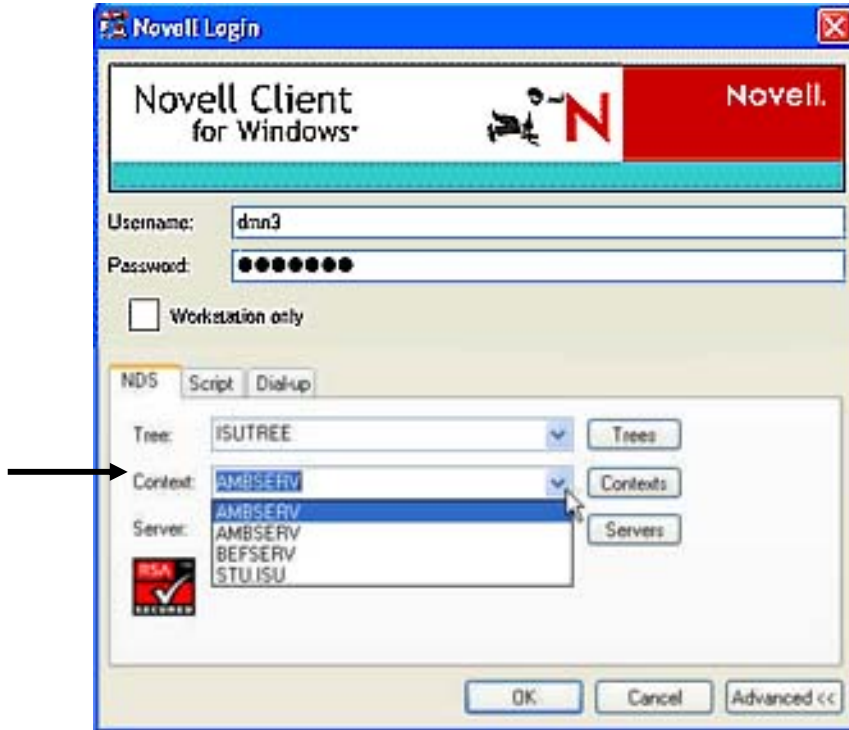 Novell Login
Novell Client
for Windows•
N
Novell.
Username: dmn3
Password: ●●●●●●●
Workstation only
NDS Script Dial-up
Tree: ISUTREE Trees
Context: AMBSERV Contexts
AMBSERV
Server: AMBSERV Servers
BEFSERV
STU.ISU
RSA
SECURED
OK Cancel Advanced <<